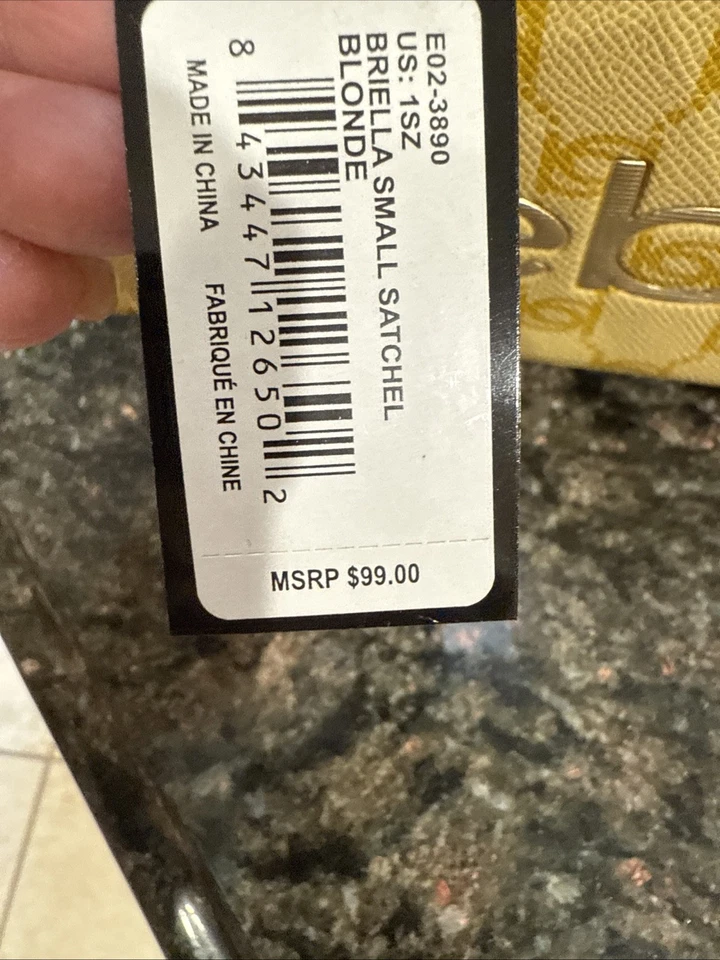 E02-3890
US: 1SZ
BRIELLA SMALL SATCHEL
BLONDE
8 43447 12650 2
MADE IN CHINA FABRIQUÉ EN CHINE
MSRP $99.00
eb